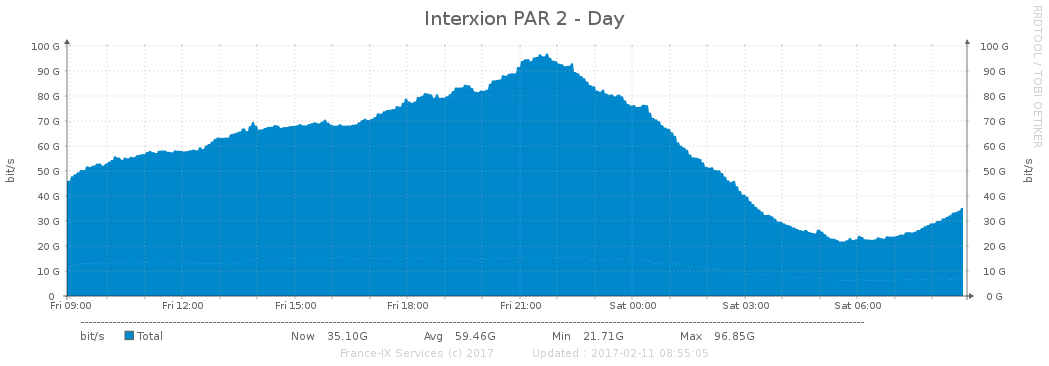 Interxion PAR 2 - Day
RRDTOOL / TOBI OETIKER
bit/s
bit/s
100 G 100 G
90 G 90 G
80 G 80 G
70 G 70 G
60 G 60 G
50 G 50 G
40 G 40 G
30 G 30 G
20 G 20 G
10 G 10 G
0 0 G
Fri 09:00 Fri 12:00 Fri 15:00 Fri 18:00 Fri 21:00 Sat 00:00 Sat 03:00 Sat 06:00
bit/s Total Now 35.10G Avg 59.46G Min 21.71G Max 96.85G
France-IX Services (c) 2017 Updated : 2017-02-11 08:55:05